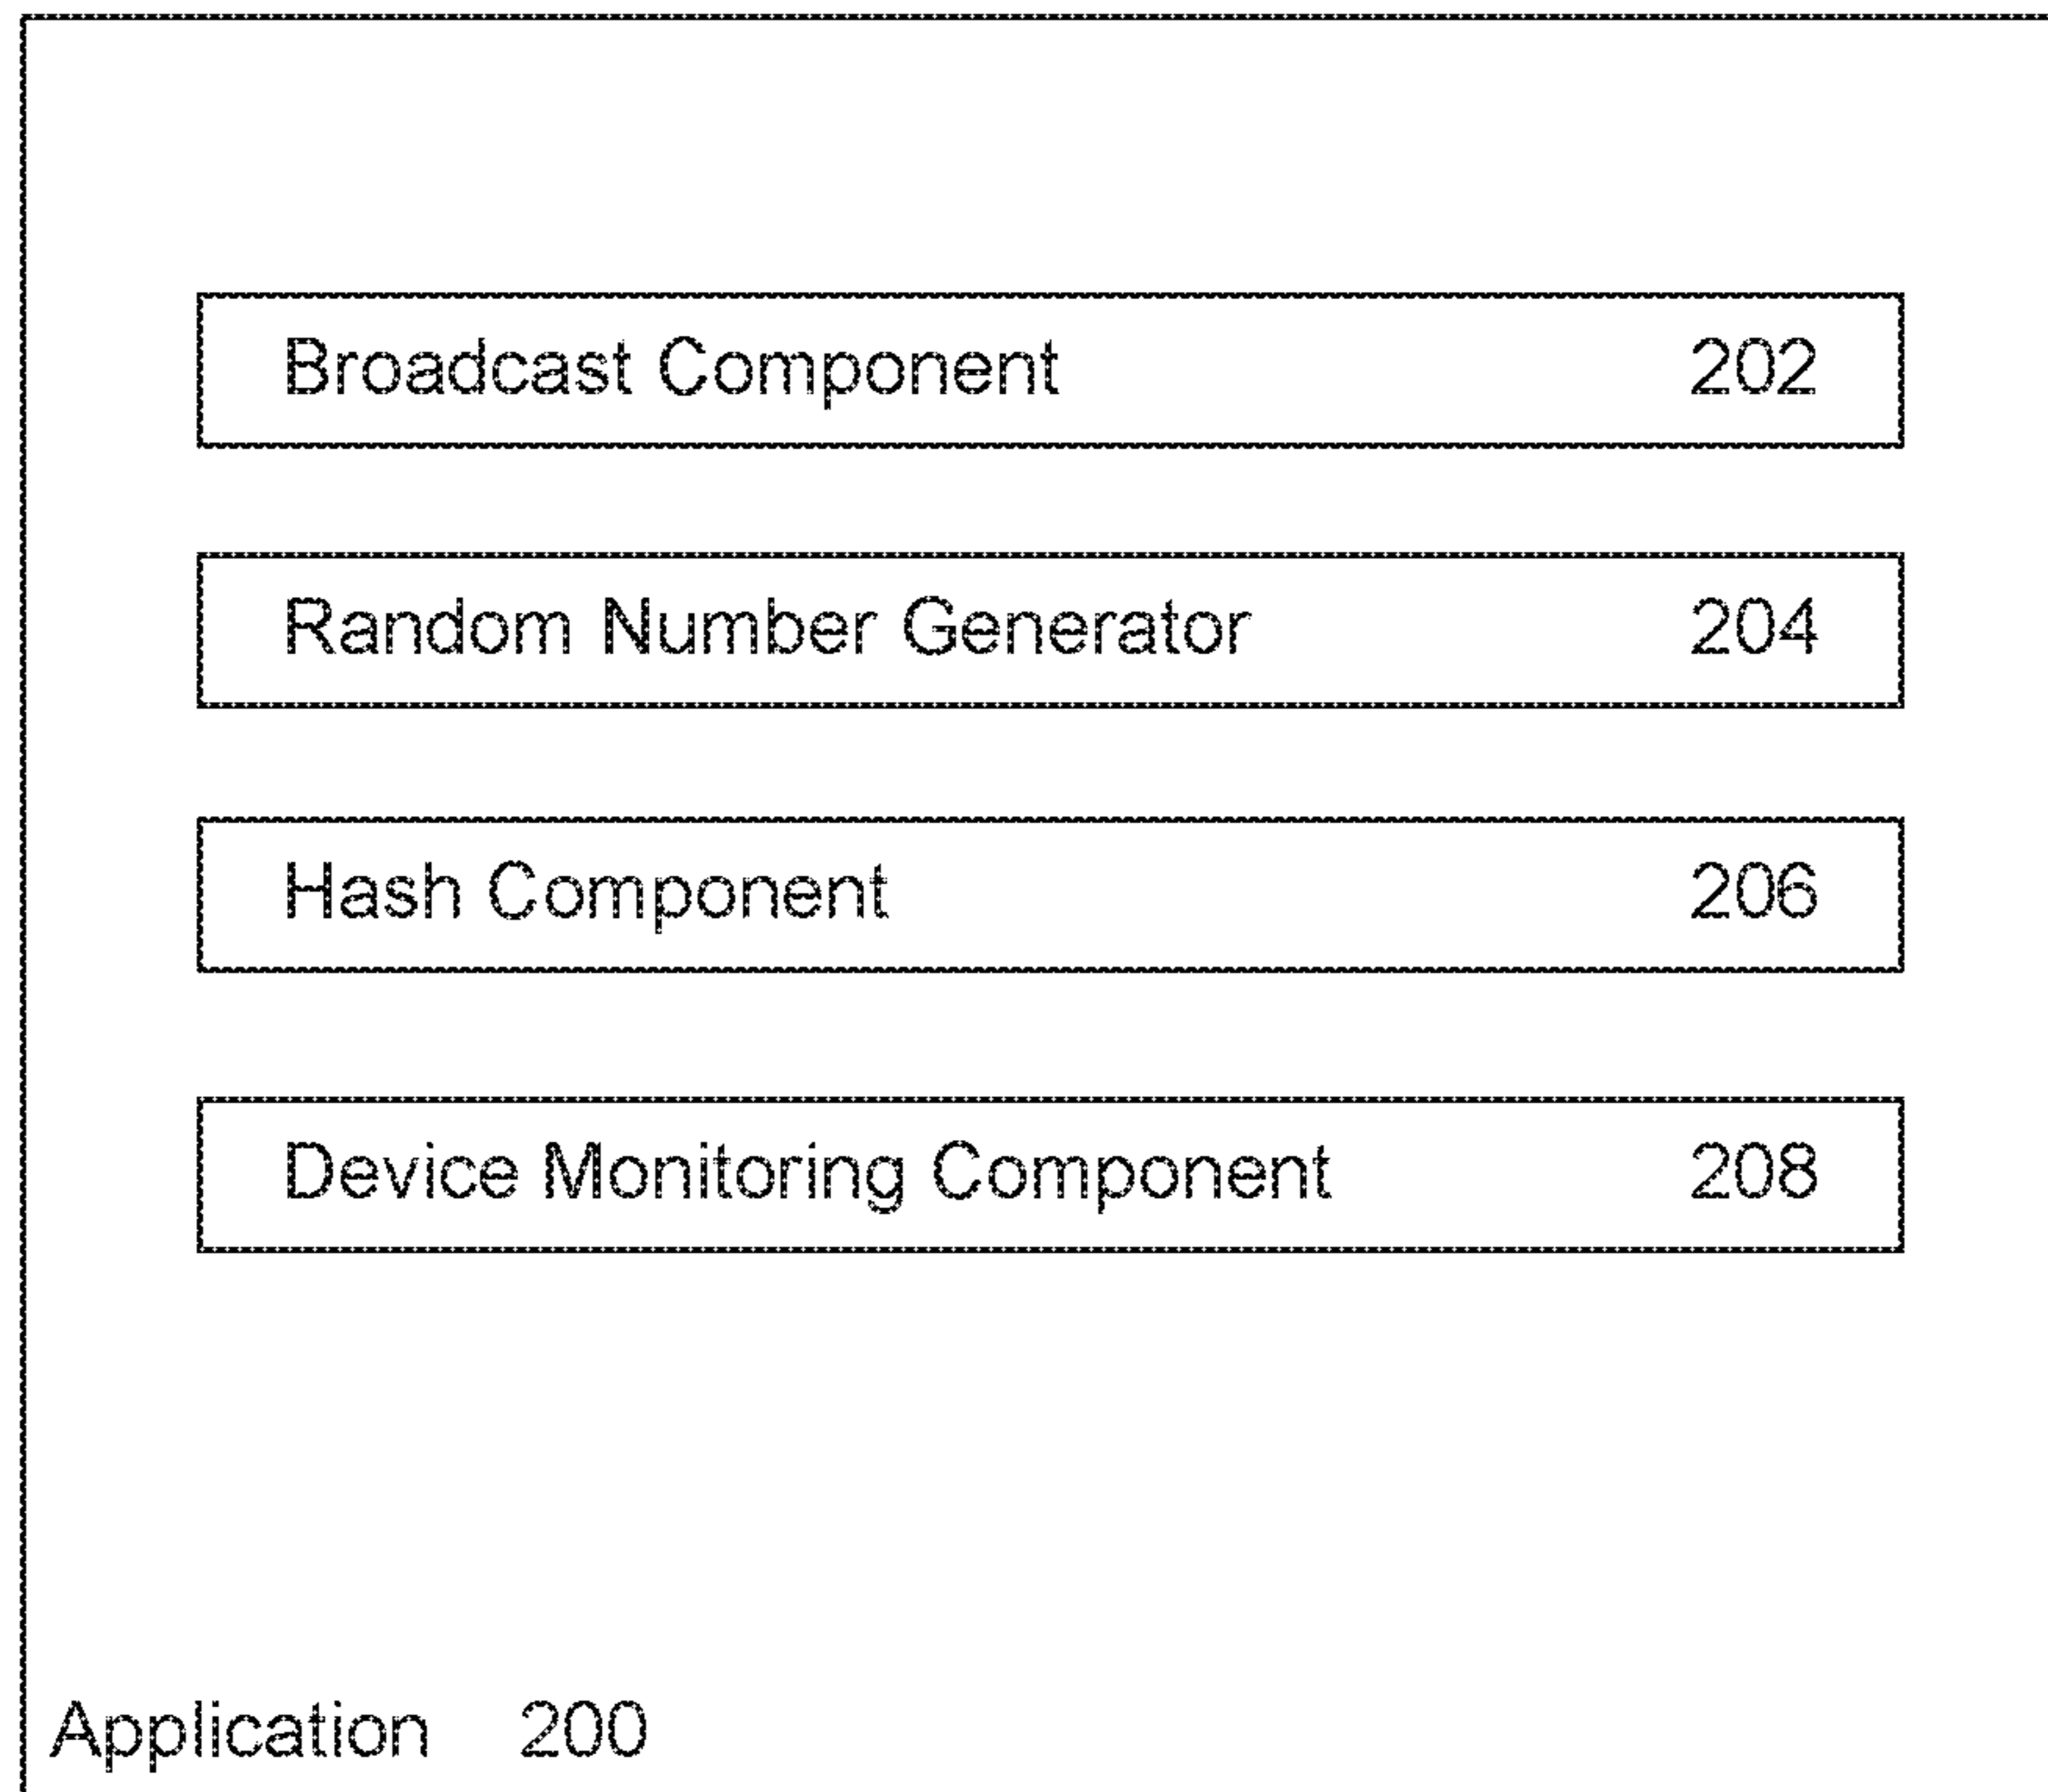 Broadcast Component 202
Random Number Generator 204
Hash Component 206
Device Monitoring Component 208
Application 200